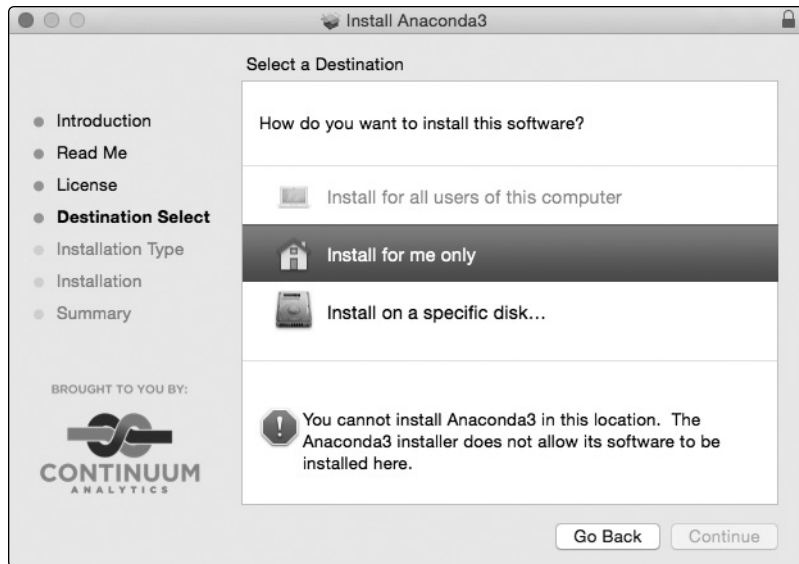 Install Anaconda3
Select a Destination
Introduction
Read Me
License
Destination Select
Installation Type
Installation
Summary
How do you want to install this software?
Install for all users of this computer
Install for me only
Install on a specific disk...
You cannot install Anaconda3 in this location. The
Anaconda3 installer does not allow its software to be
installed here.
BROUGHT TO YOU BY:
CONTINUUM
ANALYTICS
Go Back
Continue